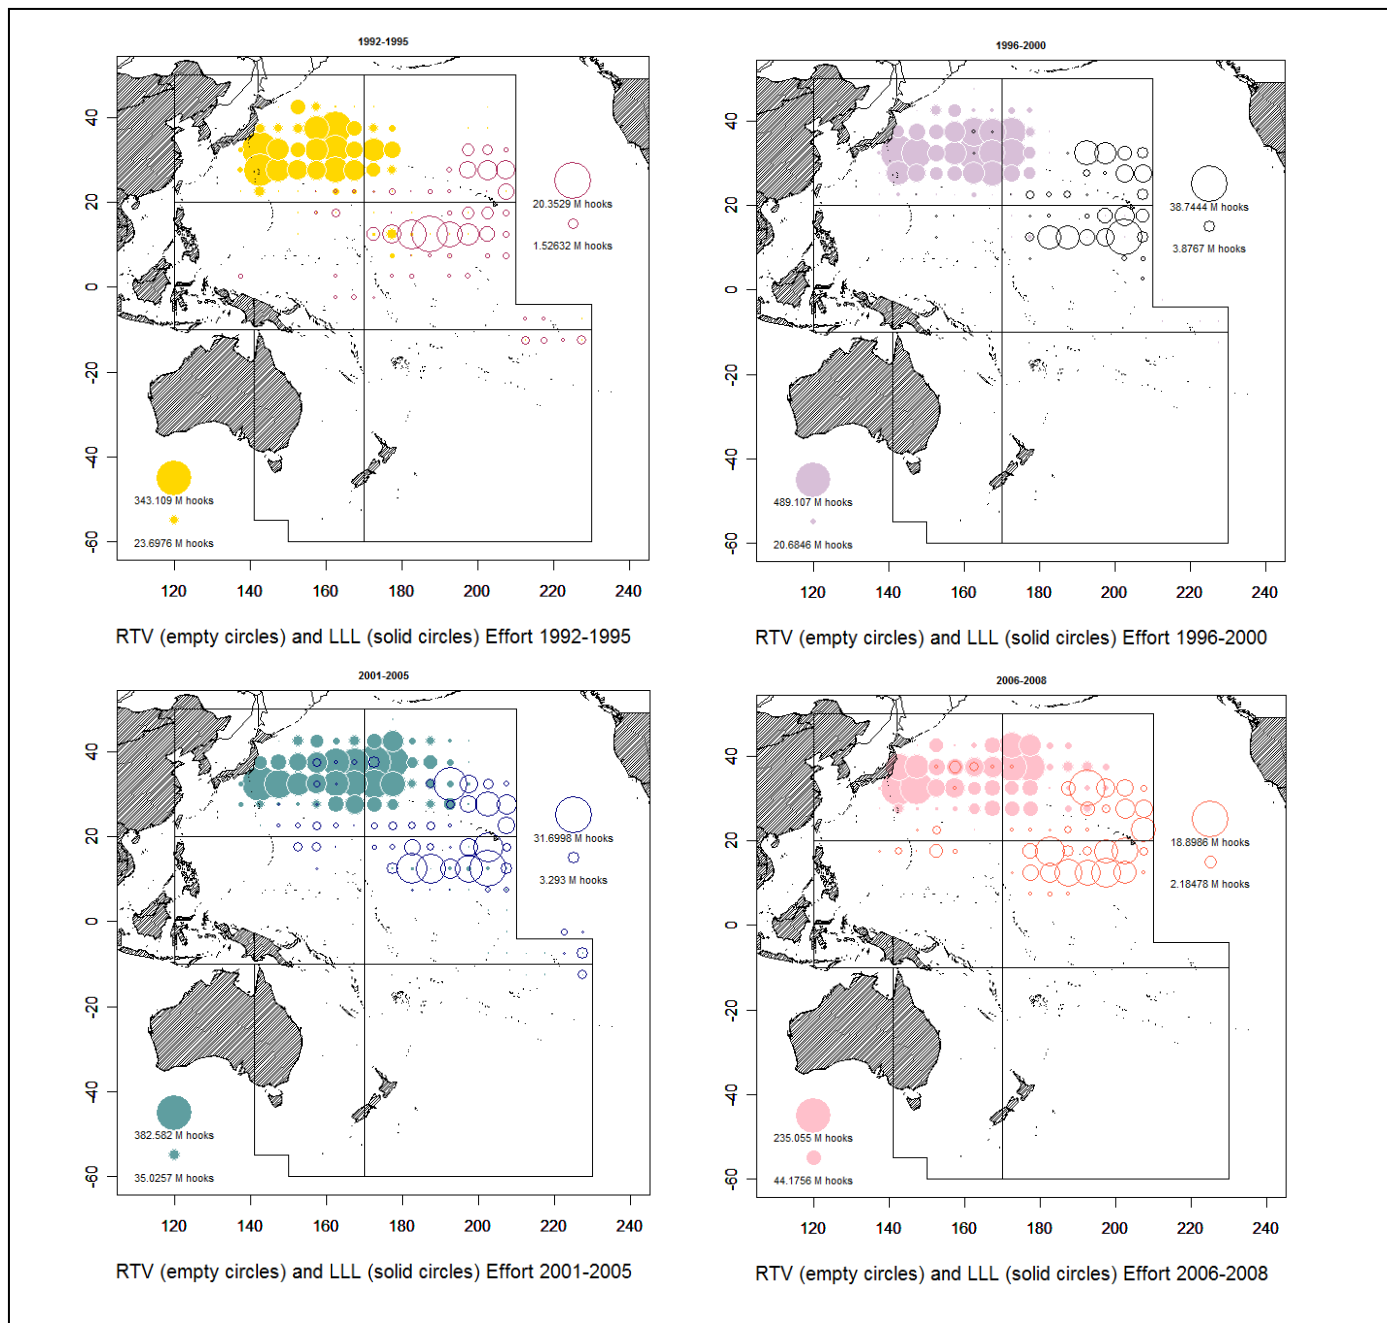 1992-1995
40
20
0
-20
-40
-60
20.3529 M hooks
1.52632 M hooks
343.109 M hooks
23.6976 M hooks
120 140 160 180 200 220 240
RTV (empty circles) and LLL (solid circles) Effort 1992-1995
1996-2000
40
20
0
-20
-40
-60
38.7444 M hooks
3.8767 M hooks
489.107 M hooks
20.6846 M hooks
120 140 160 180 200 220 240
RTV (empty circles) and LLL (solid circles) Effort 1996-2000
2001-2005
40
20
0
-20
-40
-60
31.6998 M hooks
3.293 M hooks
382.582 M hooks
35.0257 M hooks
120 140 160 180 200 220 240
RTV (empty circles) and LLL (solid circles) Effort 2001-2005
2006-2008
40
20
0
-20
-40
-60
18.8986 M hooks
2.18478 M hooks
235.055 M hooks
44.1756 M hooks
120 140 160 180 200 220 240
RTV (empty circles) and LLL (solid circles) Effort 2006-2008